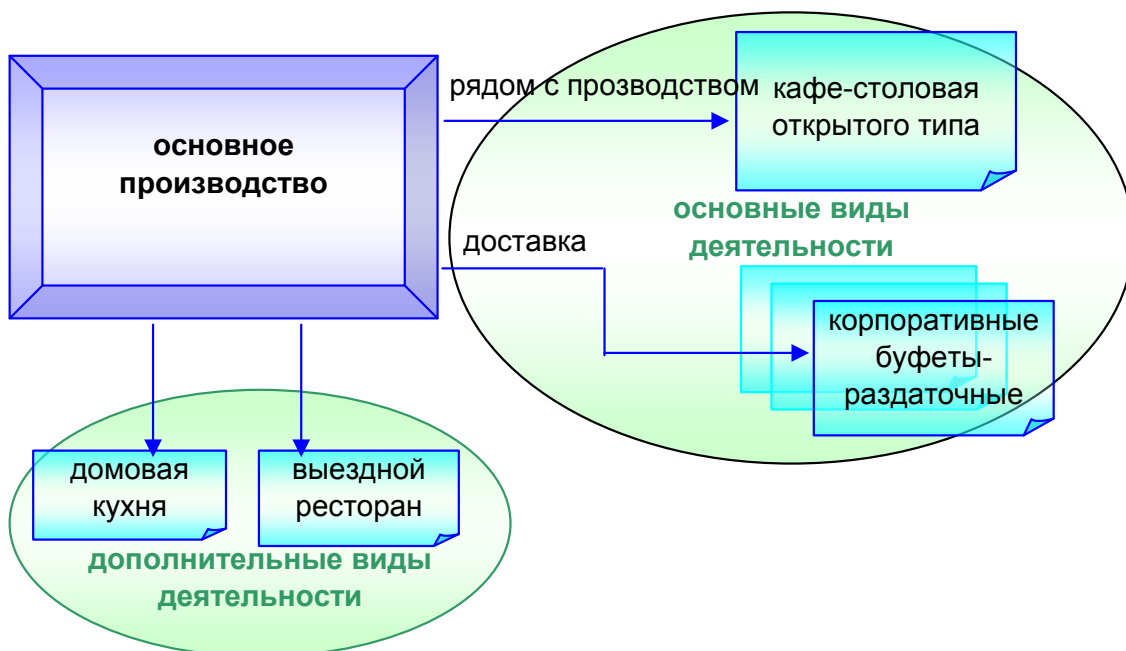 рядом с прозводством
кафе-столовая
открытого типа
основное
производство
основные виды
деятельности
доставка
корпоративные
буфеты-
раздаточные
домовая
кухня
выездной
ресторан
дополнительные виды
деятельности